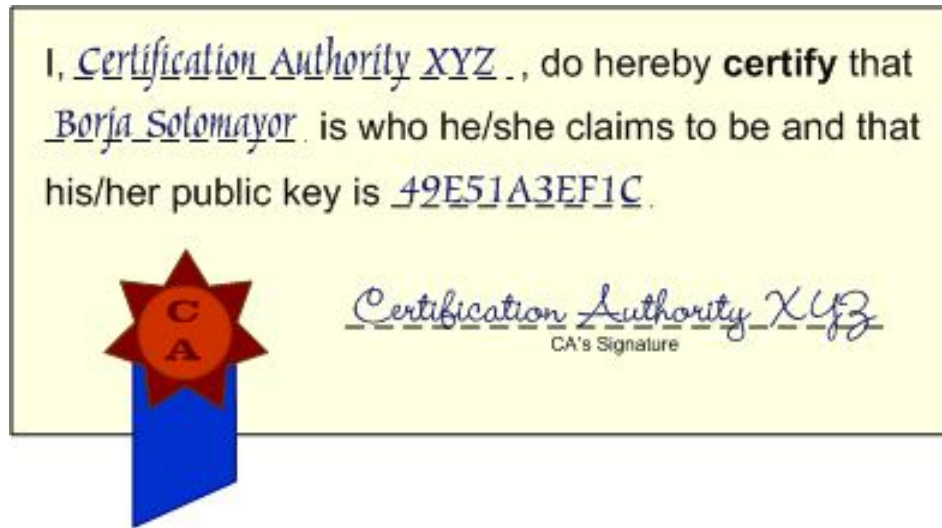 I, Certification Authority XYZ, do hereby certify that
Borja Sotomayor is who he/she claims to be and that
his/her public key is 49E51A3EF1C.
C
A
Certification Authority XYZ
CA's Signature